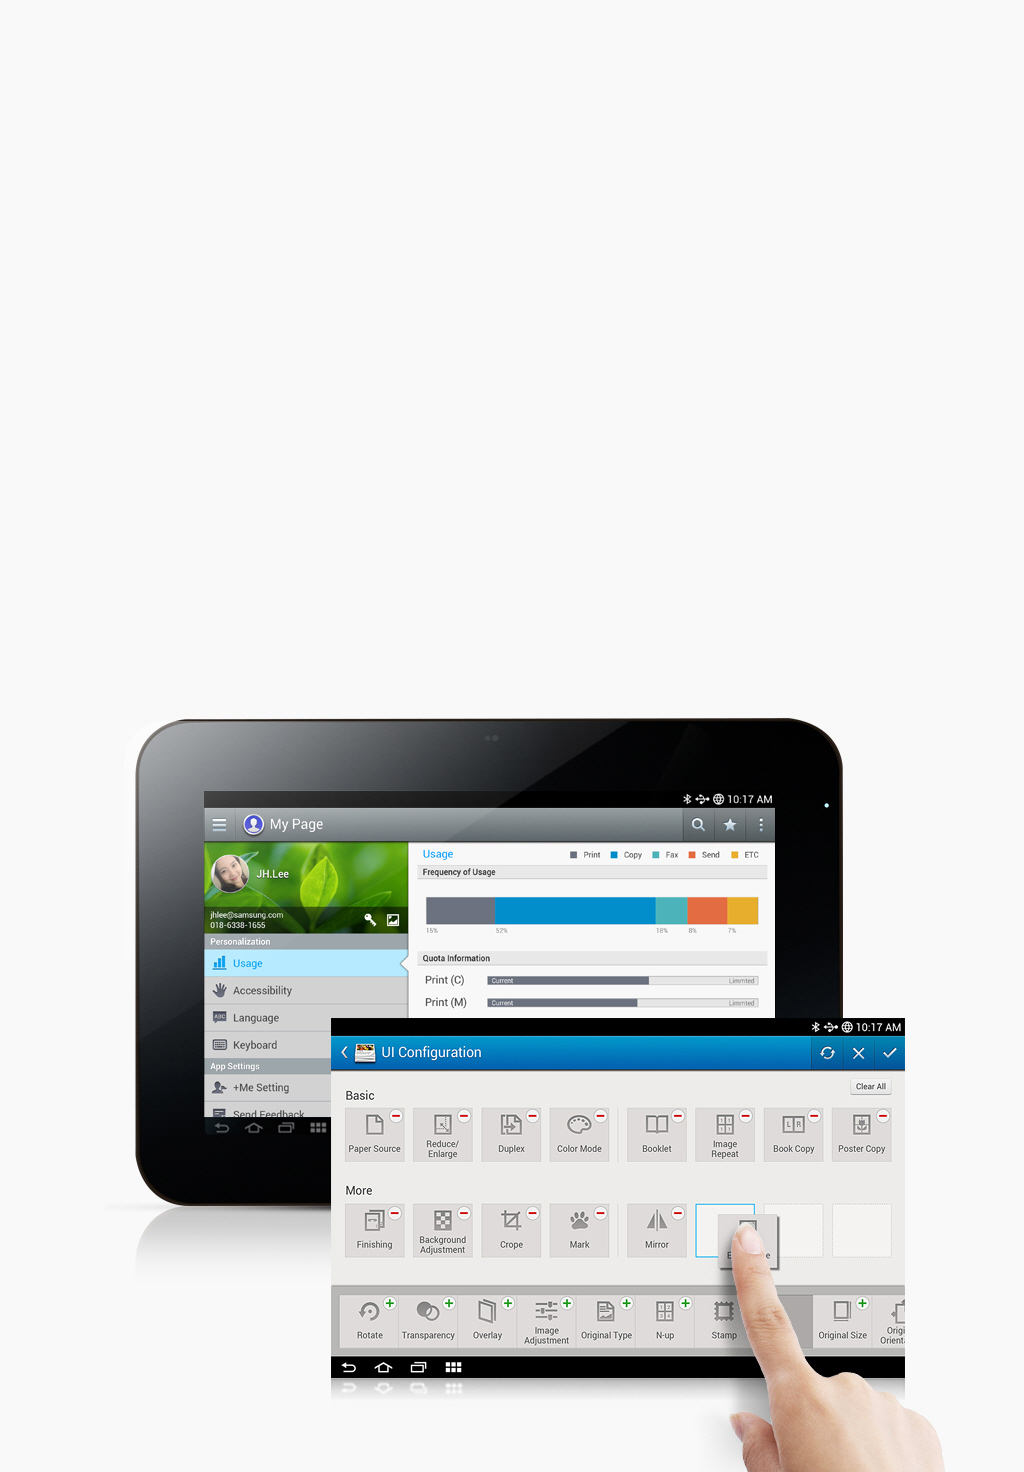 10:17 AM
My Page
JH.Lee
jhlee@samsung.com
018-6338-1655
Personalization
Usage
Accessibility
Language
Keyboard
App Settings
+Me Setting
Send Feedback
Usage
Print Copy Fax Send ETC
Frequency of Usage
15% 52% 18% 8% 7%
Quota Information
Print (C) Current Limmted
Print (M) Current Limmted
10:17 AM
UI Configuration
Clear All
Basic
Paper Source
Reduce/
Enlarge
Duplex
Color Mode
Booklet
Image
Repeat
Book Copy
Poster Copy
More
Finishing
Background
Adjustment
Crope
Mark
Mirror
Rotate
Transparency
Overlay
Image
Adjustment
Original Type
N-up
Stamp
Original Size